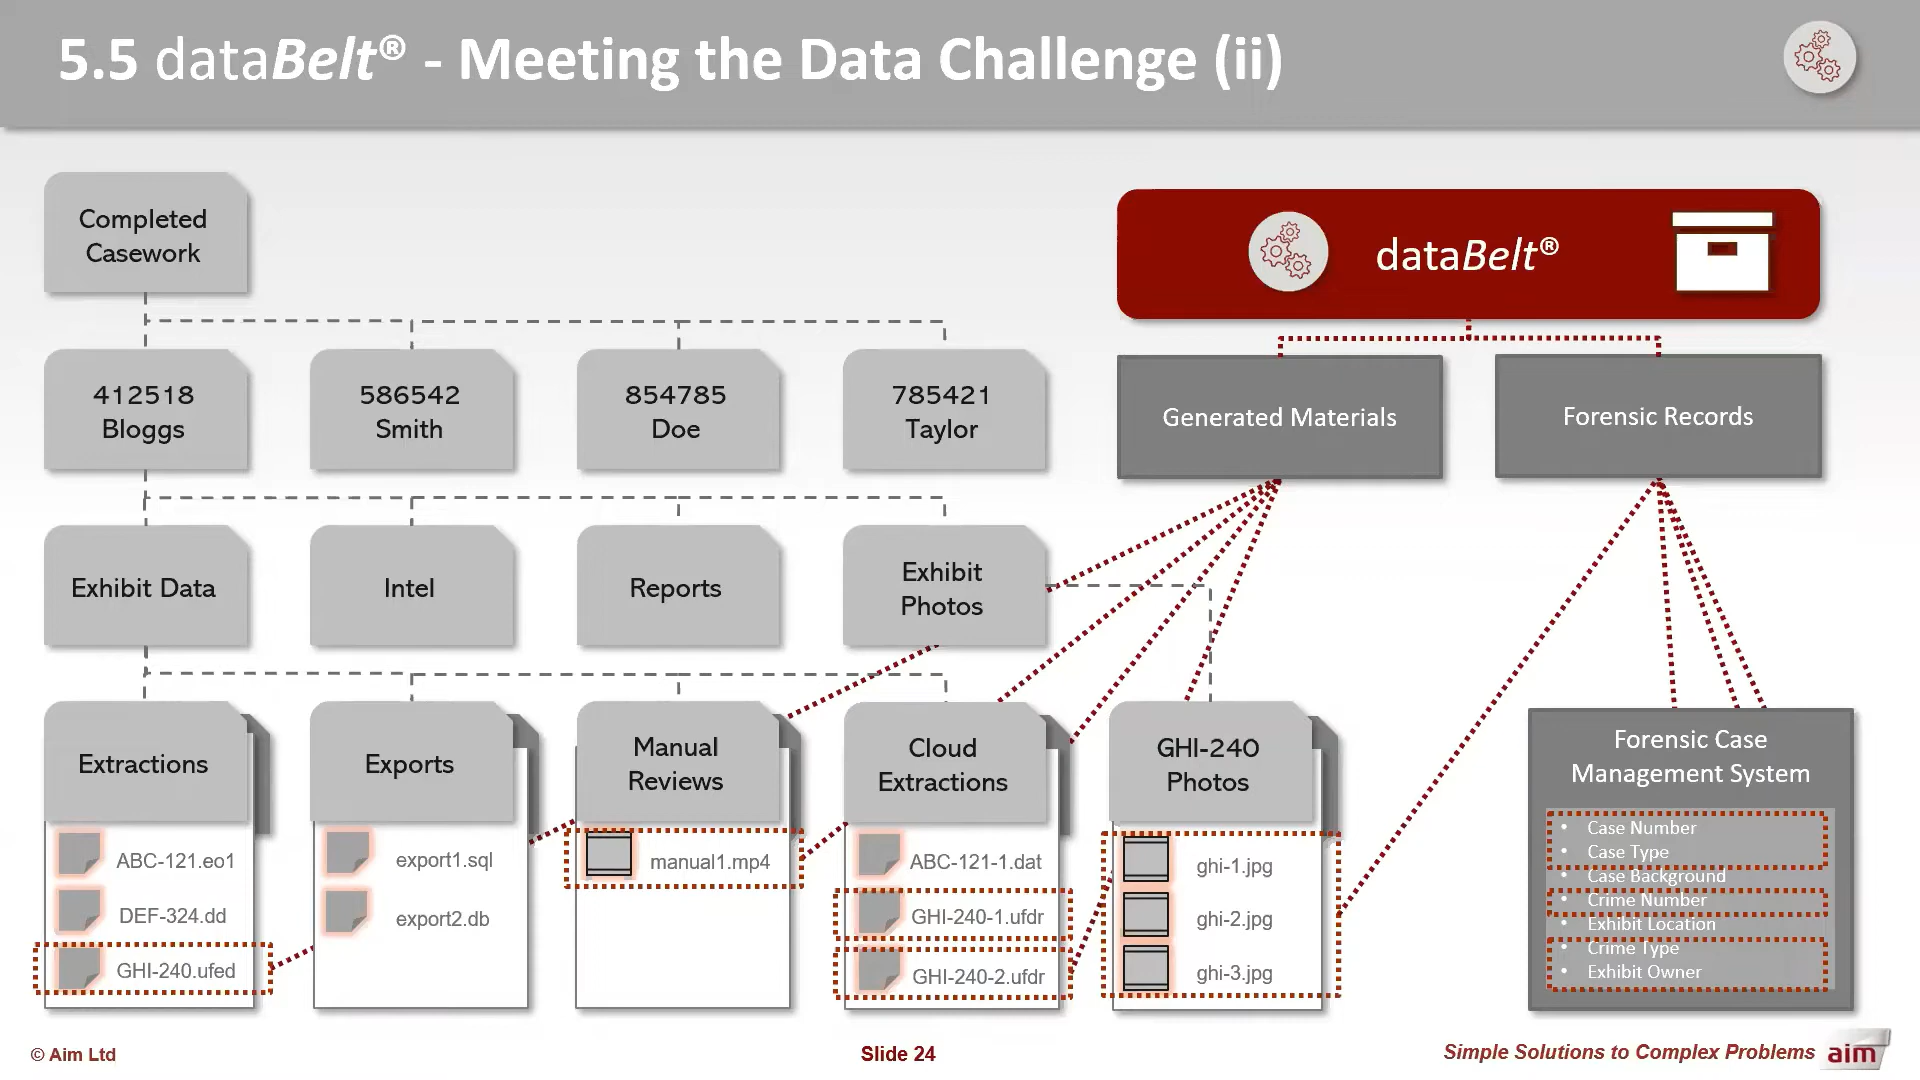 5.5 dataBelt® - Meeting the Data Challenge (ii)
Completed
Casework
dataBelt®
412518
Bloggs
586542
Smith
854785
Doe
785421
Taylor
Generated Materials
Forensic Records
Exhibit Data
Intel
Reports
Exhibit
Photos
Extractions
ABC-121.eo1
DEF-324.dd
GHI-240.ufed
Exports
export1.sql
export2.db
Manual
Reviews
manual1.mp4
Cloud
Extractions
ABC-121-1.dat
GHI-240-1.ufdr
GHI-240-2.ufdr
GHI-240
Photos
ghi-1.jpg
ghi-2.jpg
ghi-3.jpg
Forensic Case
Management System
• Case Number
• Case Type
• Case Background
• Crime Number
• Exhibit Location
• Crime Type
• Exhibit Owner
© Aim Ltd
Slide 24
Simple Solutions to Complex Problems
aim